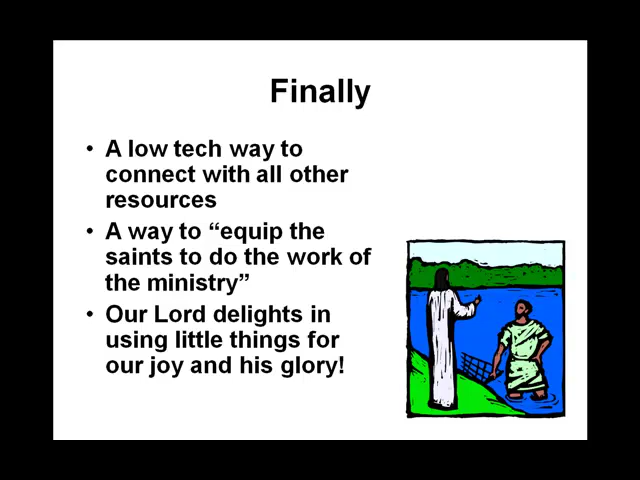 Finally
• A low tech way to
connect with all other
resources
• A way to “equip the
saints to do the work of
the ministry”
• Our Lord delights in
using little things for
our joy and his glory!